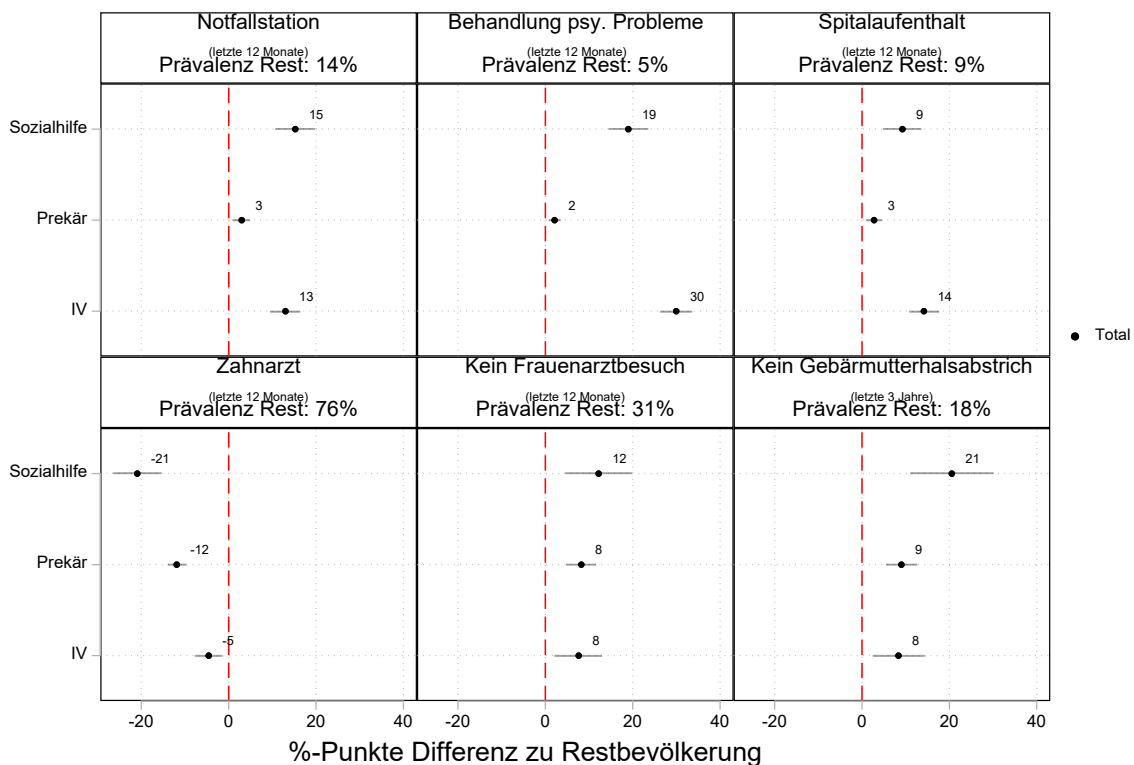 Notfallstation
(letzte 12 Monate)
Prävalenz Rest: 14%
Behandlung psy. Probleme
(letzte 12 Monate)
Prävalenz Rest: 5%
Spitalaufenthalt
(letzte 12 Monate)
Prävalenz Rest: 9%
Sozialhilfe
15
19
9
Prekär
3
2
3
IV
13
30
14
Total
Zahnarzt
(letzte 12 Monate)
Prävalenz Rest: 76%
Kein Frauenarztbesuch
(letzte 12 Monate)
Prävalenz Rest: 31%
Kein Gebärmutterhalsabstrich
(letzte 3 Jahre)
Prävalenz Rest: 18%
Sozialhilfe
-21
12
21
Prekär
-12
8
9
IV
-5
8
8
-20 0 20 40 -20 0 20 40 -20 0 20 40
%-Punkte Differenz zu Restbevölkerung